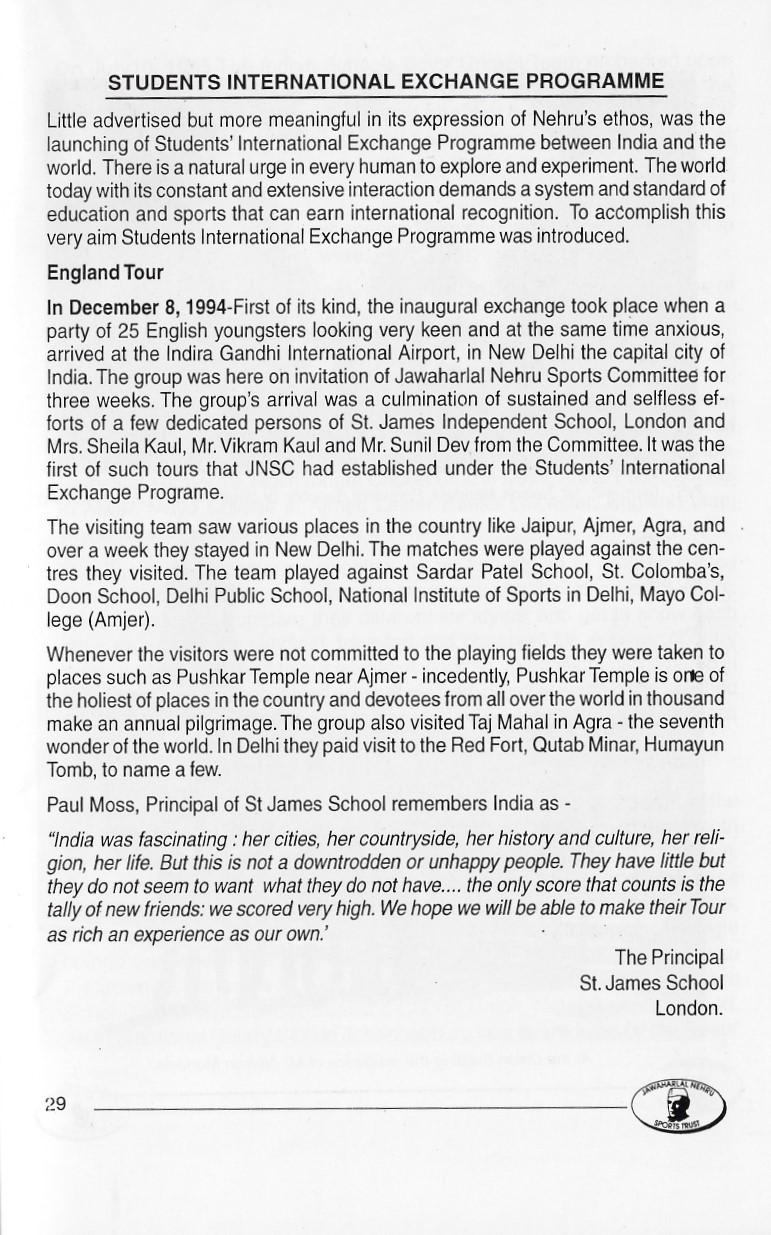 STUDENTS INTERNATIONAL EXCHANGE PROGRAMME
Little advertised but more meaningful in its expression of Nehru's ethos, was the
launching of Students' International Exchange Programme between India and the
world. There is a natural urge in every human to explore and experiment. The world
today with its constant and extensive interaction demands a system and standard of
education and sports that can earn international recognition. To accomplish this
very aim Students International Exchange Programme was introduced.
England Tour
In December 8, 1994-First of its kind, the inaugural exchange took place when a
party of 25 English youngsters looking very keen and at the same time anxious,
arrived at the Indira Gandhi International Airport, in New Delhi the capital city of
India. The group was here on invitation of Jawaharlal Nehru Sports Committee for
three weeks. The group's arrival was a culmination of sustained and selfless ef-
forts of a few dedicated persons of St. James Independent School, London and
Mrs. Sheila Kaul, Mr. Vikram Kaul and Mr. Sunil Dev from the Committee. It was the
first of such tours that JNSC had established under the Students' International
Exchange Programe.
The visiting team saw various places in the country like Jaipur, Ajmer, Agra, and
over a week they stayed in New Delhi. The matches were played against the cen-
tres they visited. The team played against Sardar Patel School, St. Colomba's,
Doon School, Delhi Public School, National Institute of Sports in Delhi, Mayo Col-
lege (Amjer).
Whenever the visitors were not committed to the playing fields they were taken to
places such as Pushkar Temple near Ajmer - incedently, Pushkar Temple is one of
the holiest of places in the country and devotees from all over the world in thousand
make an annual pilgrimage. The group also visited Taj Mahal in Agra - the seventh
wonder of the world. In Delhi they paid visit to the Red Fort, Qutab Minar, Humayun
Tomb, to name a few.
Paul Moss, Principal of St James School remembers India as -
"India was fascinating : her cities, her countryside, her history and culture, her reli-
gion, her life. But this is not a downtrodden or unhappy people. They have little but
they do not seem to want what they do not have.... the only score that counts is the
tally of new friends: we scored very high. We hope we will be able to make their Tour
as rich an experience as our own.'
The Principal
St. James School
London.
29
JAWAHARLAL NEHRU
SPORTS TRUST